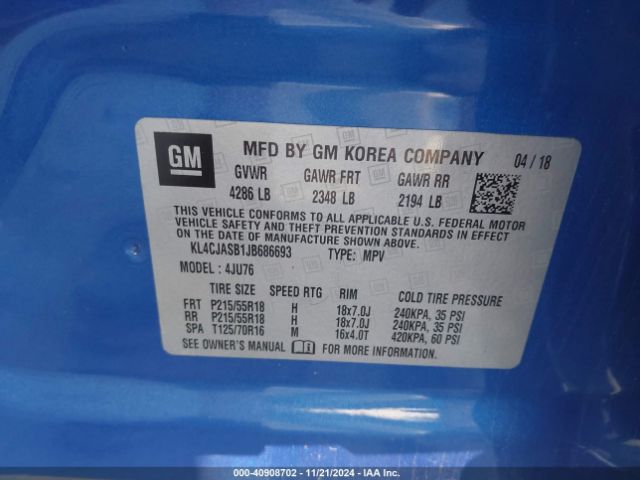 GM
MFD BY GM KOREA COMPANY 04 / 18
GVWR GAWR FRT GAWR RR
4286 LB 2348 LB 2194 LB
THIS VEHICLE CONFORMS TO ALL APPLICABLE U.S. FEDERAL MOTOR
VEHICLE SAFETY, BUMPER, AND THEFT PREVENTION STANDARDS IN EFFECT
ON THE DATE OF MANUFACTURE SHOWN ABOVE.
KL4CJASB1JB686693 TYPE: MPV
MODEL : 4JU76
TIRE SIZE SPEED RTG RIM COLD TIRE PRESSURE
FRT P215/55R18 H 18x7.0J 240KPA, 35 PSI
RR P215/55R18 H 18x7.0J 240KPA, 35 PSI
SPA T125/70R16 M 16x4.0T 420KPA, 60 PSI
SEE OWNER'S MANUAL FOR MORE INFORMATION.
000-40908702 - 11/21/2024 - IAA Inc.